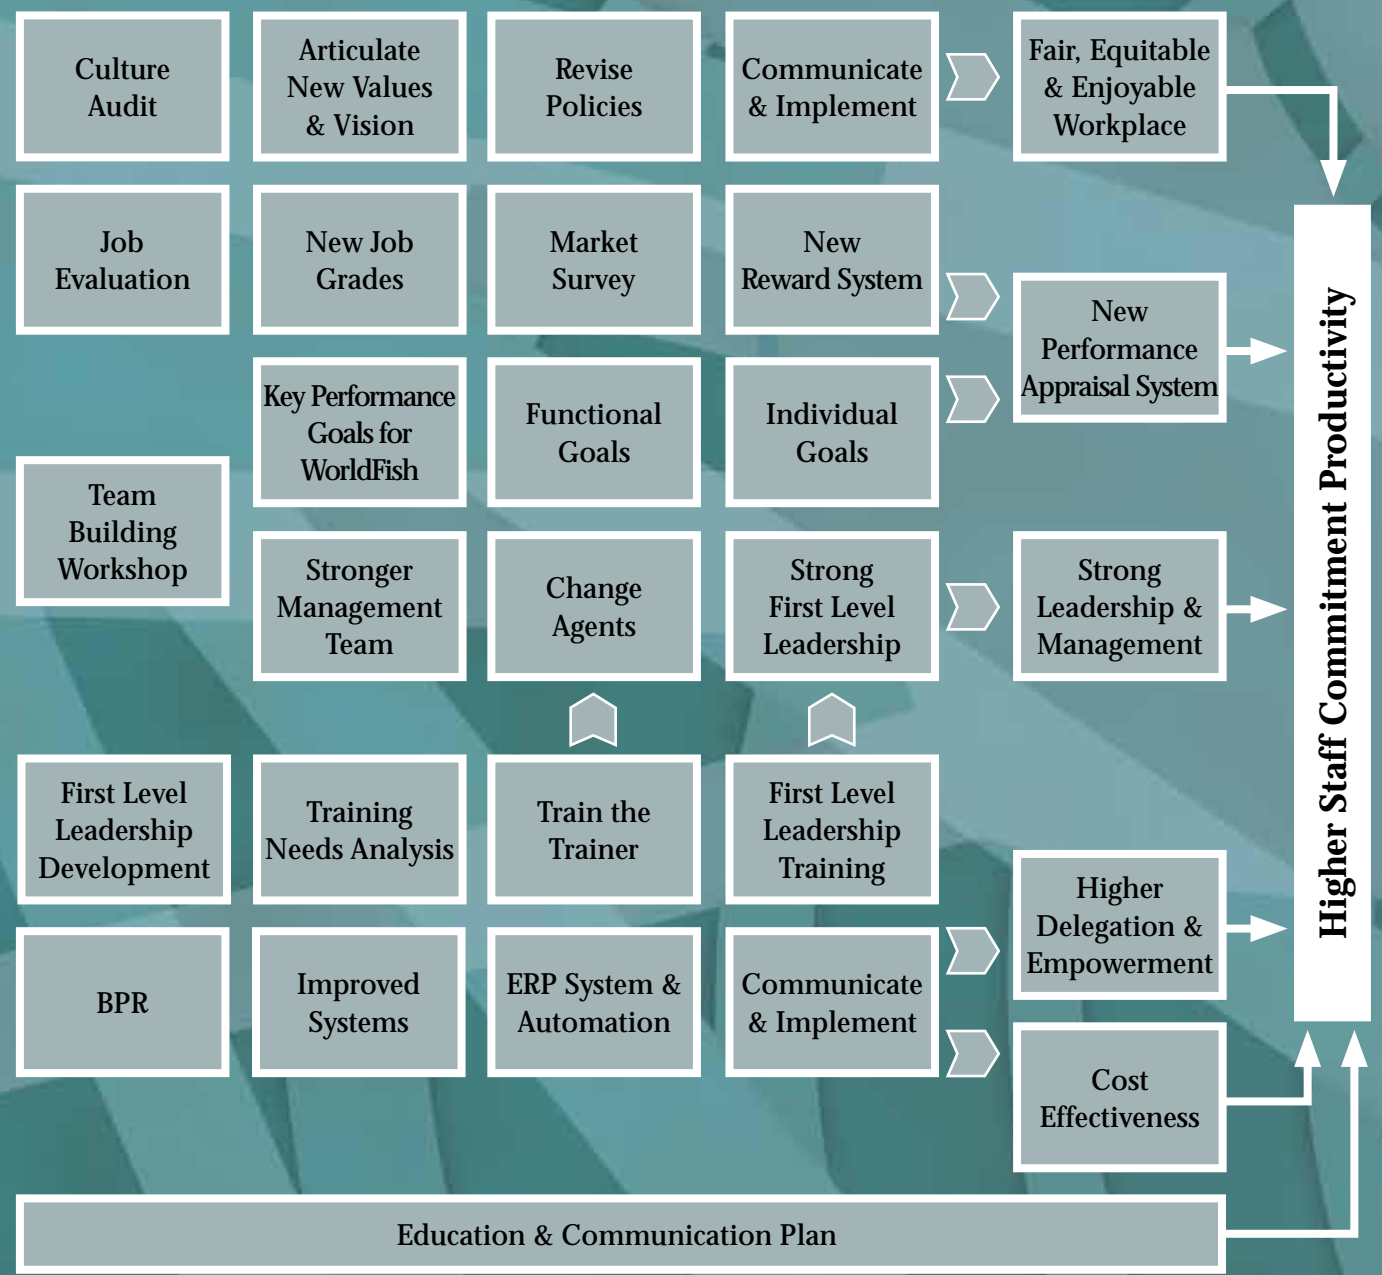 Culture
Audit
Articulate
New Values
& Vision
Revise
Policies
Communicate
& Implement
Fair, Equitable
& Enjoyable
Workplace
Job
Evaluation
New Job
Grades
Market
Survey
New
Reward System
New
Performance
Appraisal System
Key Performance
Goals for
WorldFish
Functional
Goals
Individual
Goals
Team
Building
Workshop
Stronger
Management
Team
Change
Agents
Strong
First Level
Leadership
Strong
Leadership &
Management
First Level
Leadership
Development
Training
Needs Analysis
Train the
Trainer
First Level
Leadership
Training
Higher
Delegation &
Empowerment
BPR
Improved
Systems
ERP System &
Automation
Communicate
& Implement
Cost
Effectiveness
Education & Communication Plan
Higher Staff Commitment Productivity